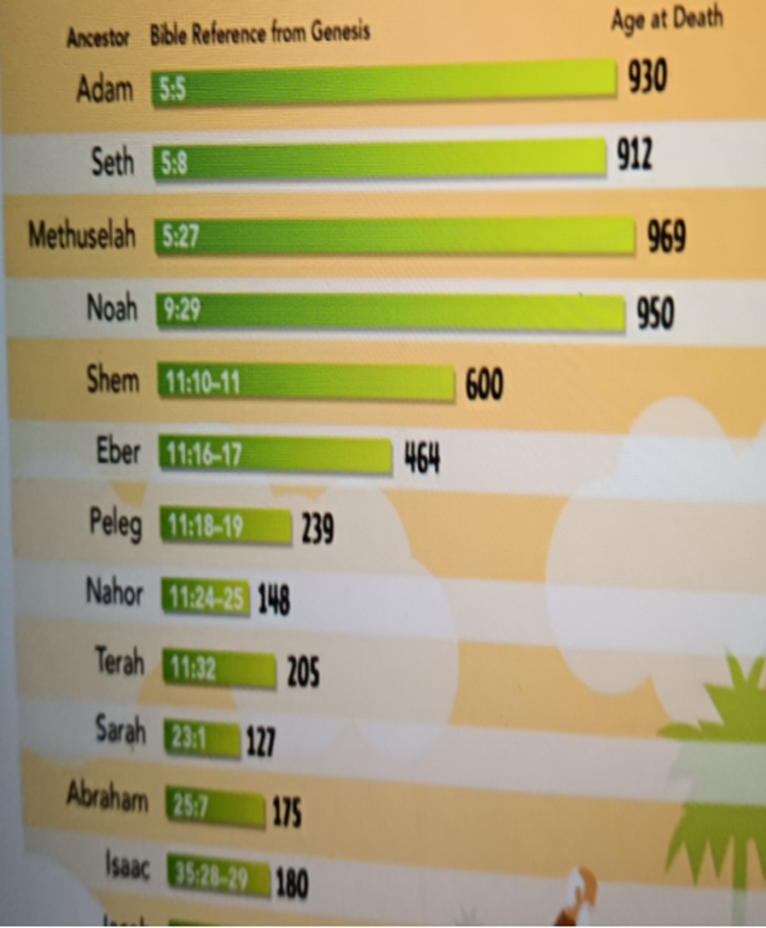 Ancestor Bible Reference from Genesis Age at Death
Adam 5:5 930
Seth 5:8 912
Methuselah 5:27 969
Noah 9:29 950
Shem 11:10–11 600
Eber 11:16–17 464
Peleg 11:18–19 239
Nahor 11:24–25 148
Terah 11:32 205
Sarah 23:1 127
Abraham 25:7 175
Isaac 35:28–29 180